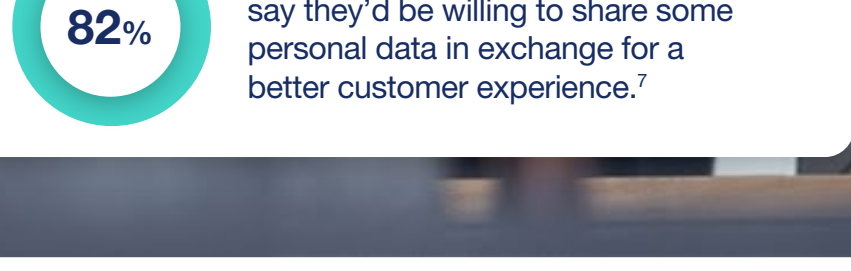 82%
say they'd be willing to share some
personal data in exchange for a
better customer experience.7